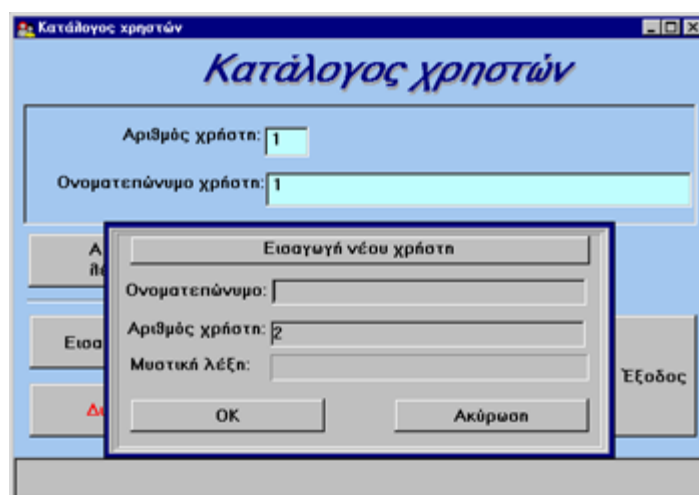 Κατάλογος χρηστών
Κατάλογος χρηστών
Αριθμός χρήστη: 1
Ονοματεπώνυμο χρήστη: 1
Εισαγωγή νέου χρήστη
Ονοματεπώνυμο:
Αριθμός χρήστη: 2
Μυστική λέξη:
Έξοδος
OK
Ακύρωση